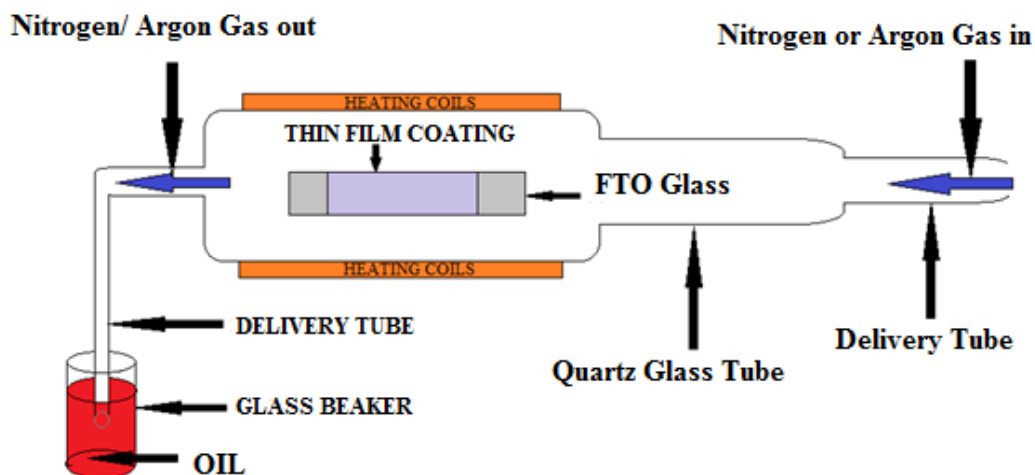 Nitrogen/ Argon Gas out
Nitrogen or Argon Gas in
HEATING COILS
THIN FILM COATING
FTO Glass
HEATING COILS
DELIVERY TUBE
Delivery Tube
Quartz Glass Tube
GLASS BEAKER
OIL